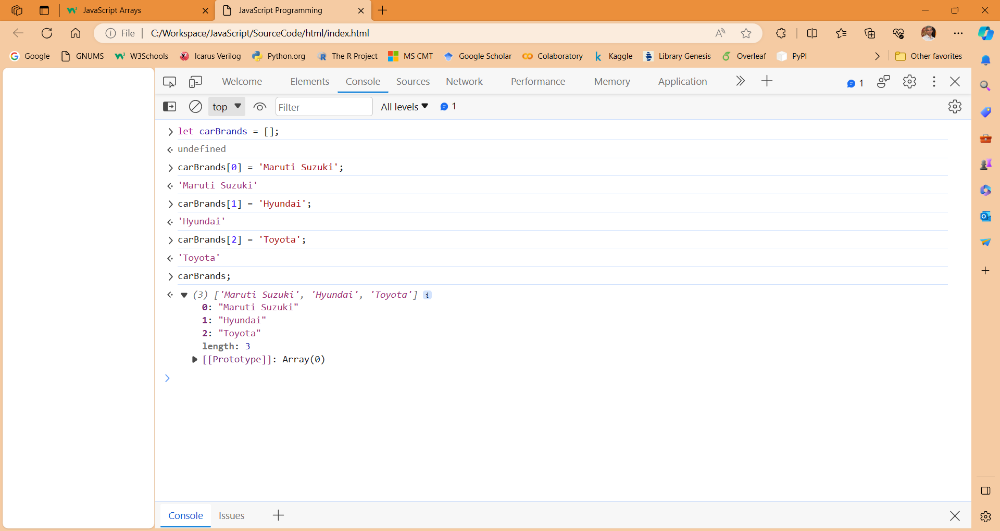 JavaScript Arrays
JavaScript Programming
File
C:/Workspace/JavaScript/SourceCode/html/index.html
Google GNUMS W3Schools Icarus Verilog Python.org The R Project MS CMT Google Scholar Colaboratory Kaggle Library Genesis Overleaf PyPI Other favorites
Welcome Elements Console Sources Network Performance Memory Application 1
top Filter All levels 1
let carBrands = [];
undefined
carBrands[0] = 'Maruti Suzuki';
'Maruti Suzuki'
carBrands[1] = 'Hyundai';
'Hyundai'
carBrands[2] = 'Toyota';
'Toyota'
carBrands;
(3) ['Maruti Suzuki', 'Hyundai', 'Toyota'] i
0: "Maruti Suzuki"
1: "Hyundai"
2: "Toyota"
length: 3
[[Prototype]]: Array(0)
Console Issues